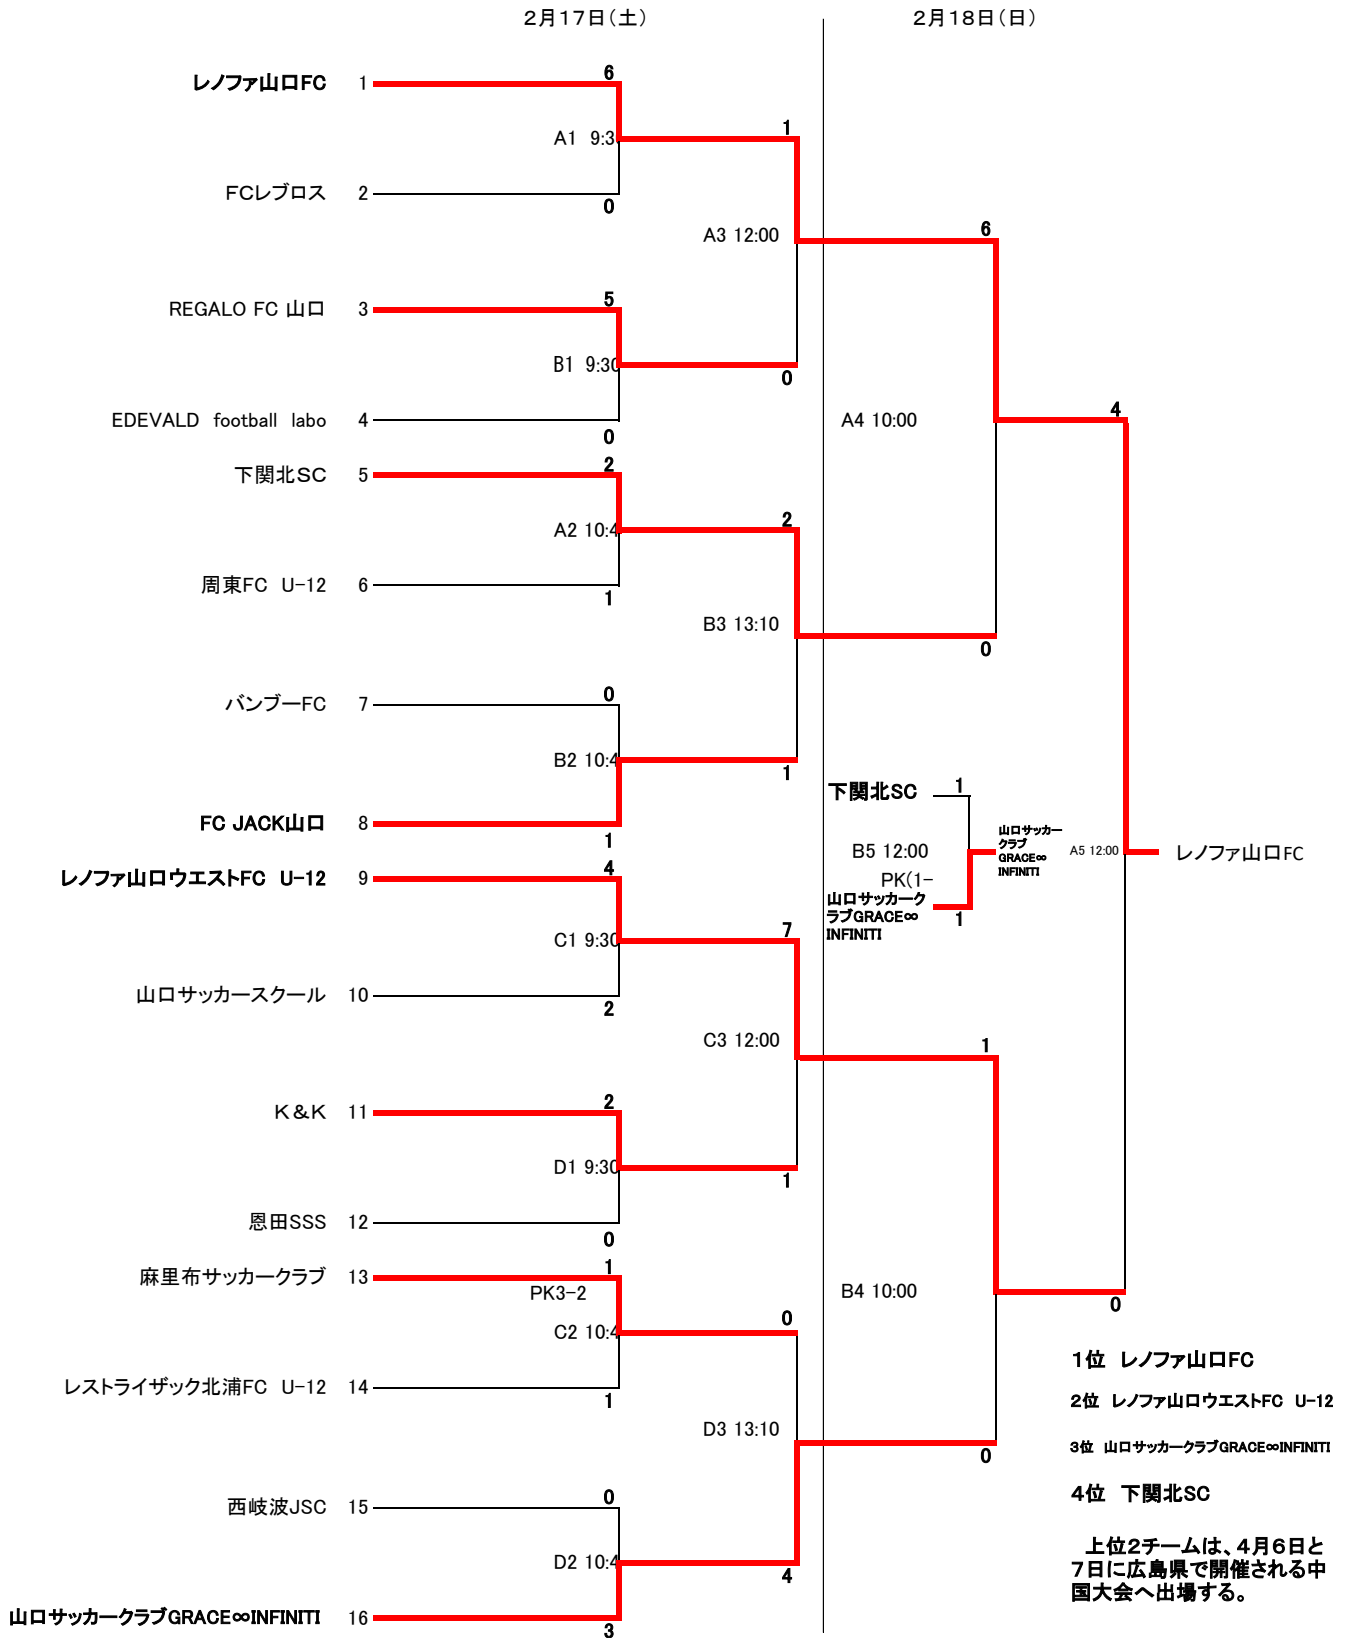 2月17日(土)
2月18日(日)
レノファ山口FC 1
6
A1 9:3
1
FCレブロス 2
0
A3 12:00
6
REGALO FC 山口 3
5
B1 9:30
0
EDEVALD football labo 4
0
A4 10:00
4
下関北SC 5
2
A2 10:4
2
周東FC U-12 6
1
B3 13:10
0
バンブーFC 7
0
B2 10:4
1
FC JACK山口 8
1
下関北SC
1
B5 12:00
PK(1-
山口サッカーク
ラブGRACE∞
INFINITI
1
山口サッカー
クラブ
GRACE∞
INFINITI
A5 12:00
レノファ山口FC
レノファ山口ウエストFC U-12 9
4
C1 9:30
7
山口サッカースクール 10
2
C3 12:00
1
K&K 11
2
D1 9:30
1
恩田SSS 12
0
麻里布サッカークラブ 13
1
PK3-2
C2 10:4
0
B4 10:00
0
レストライザック北浦FC U-12 14
1
D3 13:10
0
西岐波JSC 15
0
D2 10:4
4
山口サッカークラブGRACE∞INFINITI 16
3
1位 レノファ山口FC
2位 レノファ山口ウエストFC U-12
3位 山口サッカークラブGRACE∞INFINITI
4位 下関北SC
上位2チームは、4月6日と
7日に広島県で開催される中
国大会へ出場する。